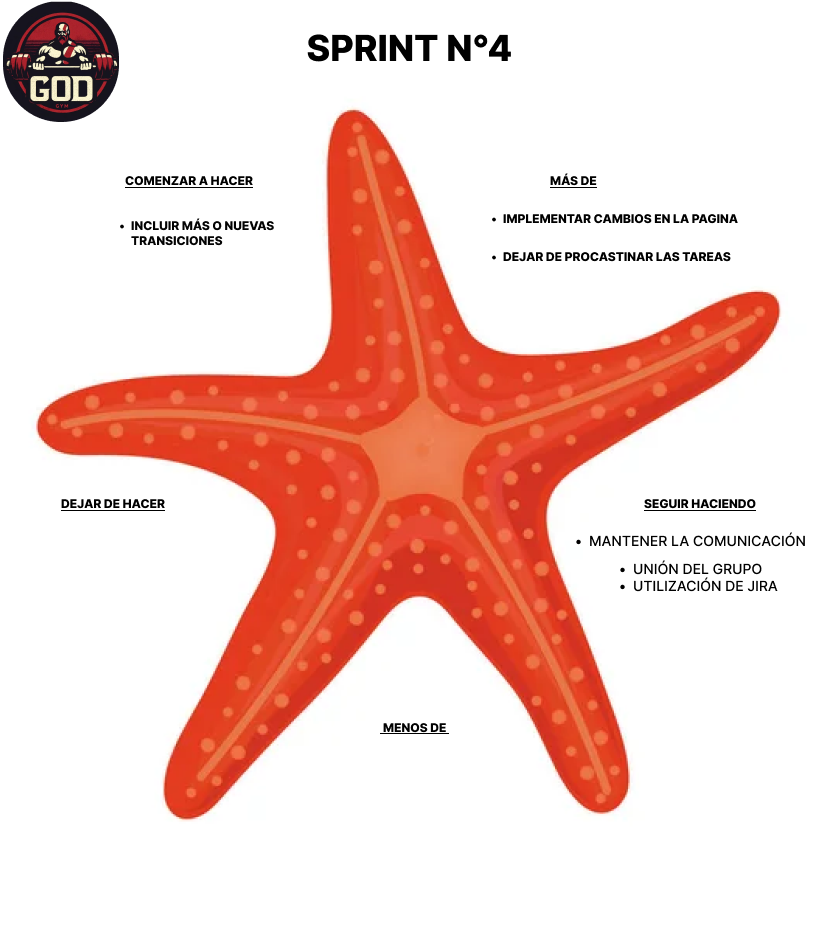 SPRINT N°4
GOD
GYM
COMENZAR A HACER
• INCLUIR MÁS O NUEVAS
TRANSICIONES
MÁS DE
• IMPLEMENTAR CAMBIOS EN LA PAGINA
• DEJAR DE PROCASTINAR LAS TAREAS
DEJAR DE HACER
SEGUIR HACIENDO
• MANTENER LA COMUNICACIÓN
• UNIÓN DEL GRUPO
• UTILIZACIÓN DE JIRA
MENOS DE